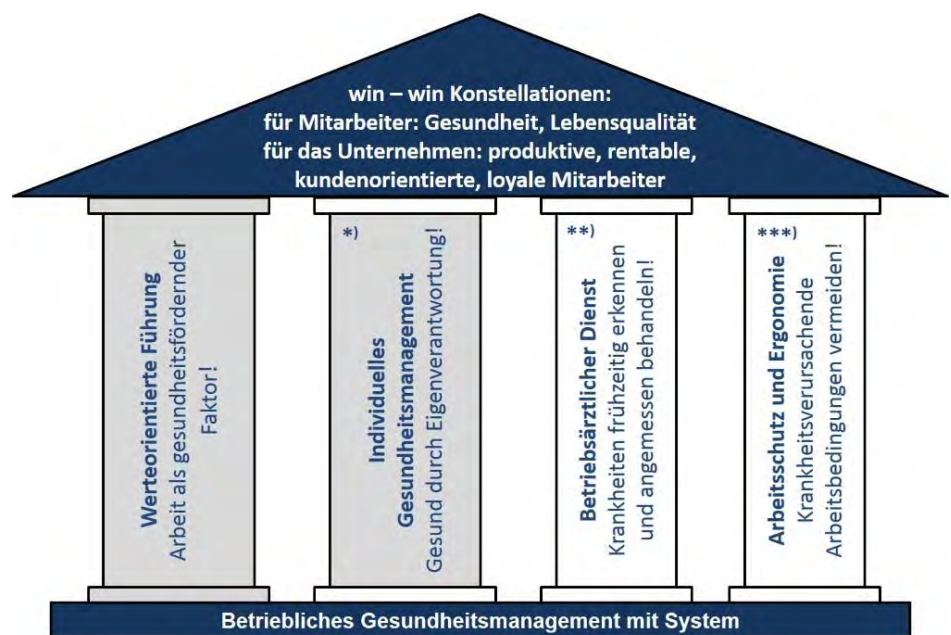 win – win Konstellationen:
für Mitarbeiter: Gesundheit, Lebensqualität
für das Unternehmen: produktive, rentable,
kundenorientierte, loyale Mitarbeiter
Werteorientierte Führung
Arbeit als gesundheitsfördernder
Faktor!
*)
Individuelles
Gesundheitsmanagement
Gesund durch Eigenverantwortung!
**)
Betriebsärztlicher Dienst
Krankheiten frühzeitig erkennen
und angemessen behandeln!
***)
Arbeitsschutz und Ergonomie
Krankheitsverursachende
Arbeitsbedingungen vermeiden!
Betriebliches Gesundheitsmanagement mit System